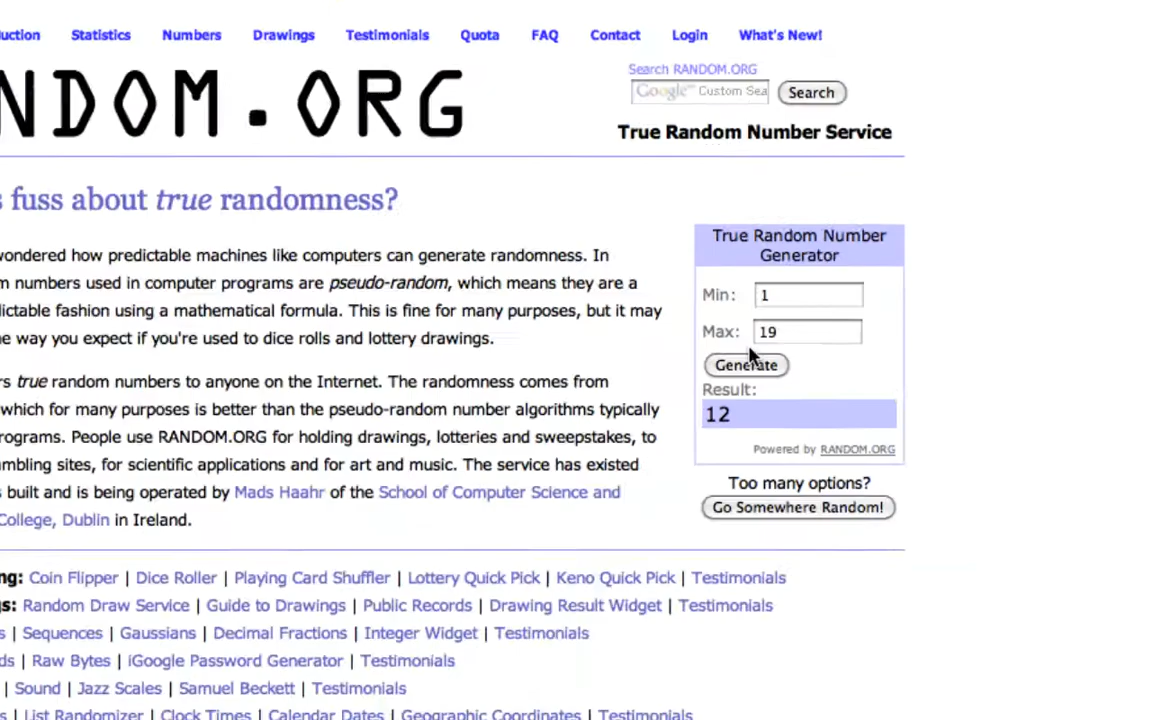 uction Statistics Numbers Drawings Testimonials Quota FAQ Contact Login What's New!
Search RANDOM.ORG
Google™ Custom Sea Search
NDOM.ORG
True Random Number Service
s fuss about true randomness?
wondered how predictable machines like computers can generate randomness. In
m numbers used in computer programs are pseudo-random, which means they are a
lictable fashion using a mathematical formula. This is fine for many purposes, but it may
e way you expect if you're used to dice rolls and lottery drawings.
rs true random numbers to anyone on the Internet. The randomness comes from
which for many purposes is better than the pseudo-random number algorithms typically
rograms. People use RANDOM.ORG for holding drawings, lotteries and sweepstakes, to
mbling sites, for scientific applications and for art and music. The service has existed
s built and is being operated by Mads Haahr of the School of Computer Science and
College, Dublin in Ireland.
True Random Number
Generator
Min: 1
Max: 19
Generate
Result:
12
Powered by RANDOM.ORG
Too many options?
Go Somewhere Random!
ng: Coin Flipper | Dice Roller | Playing Card Shuffler | Lottery Quick Pick | Keno Quick Pick | Testimonials
gs: Random Draw Service | Guide to Drawings | Public Records | Drawing Result Widget | Testimonials
s | Sequences | Gaussians | Decimal Fractions | Integer Widget | Testimonials
ds | Raw Bytes | iGoogle Password Generator | Testimonials
| Sound | Jazz Scales | Samuel Beckett | Testimonials
s | List Randomizer | Clock Times | Calendar Dates | Geographic Coordinates | Testimonials